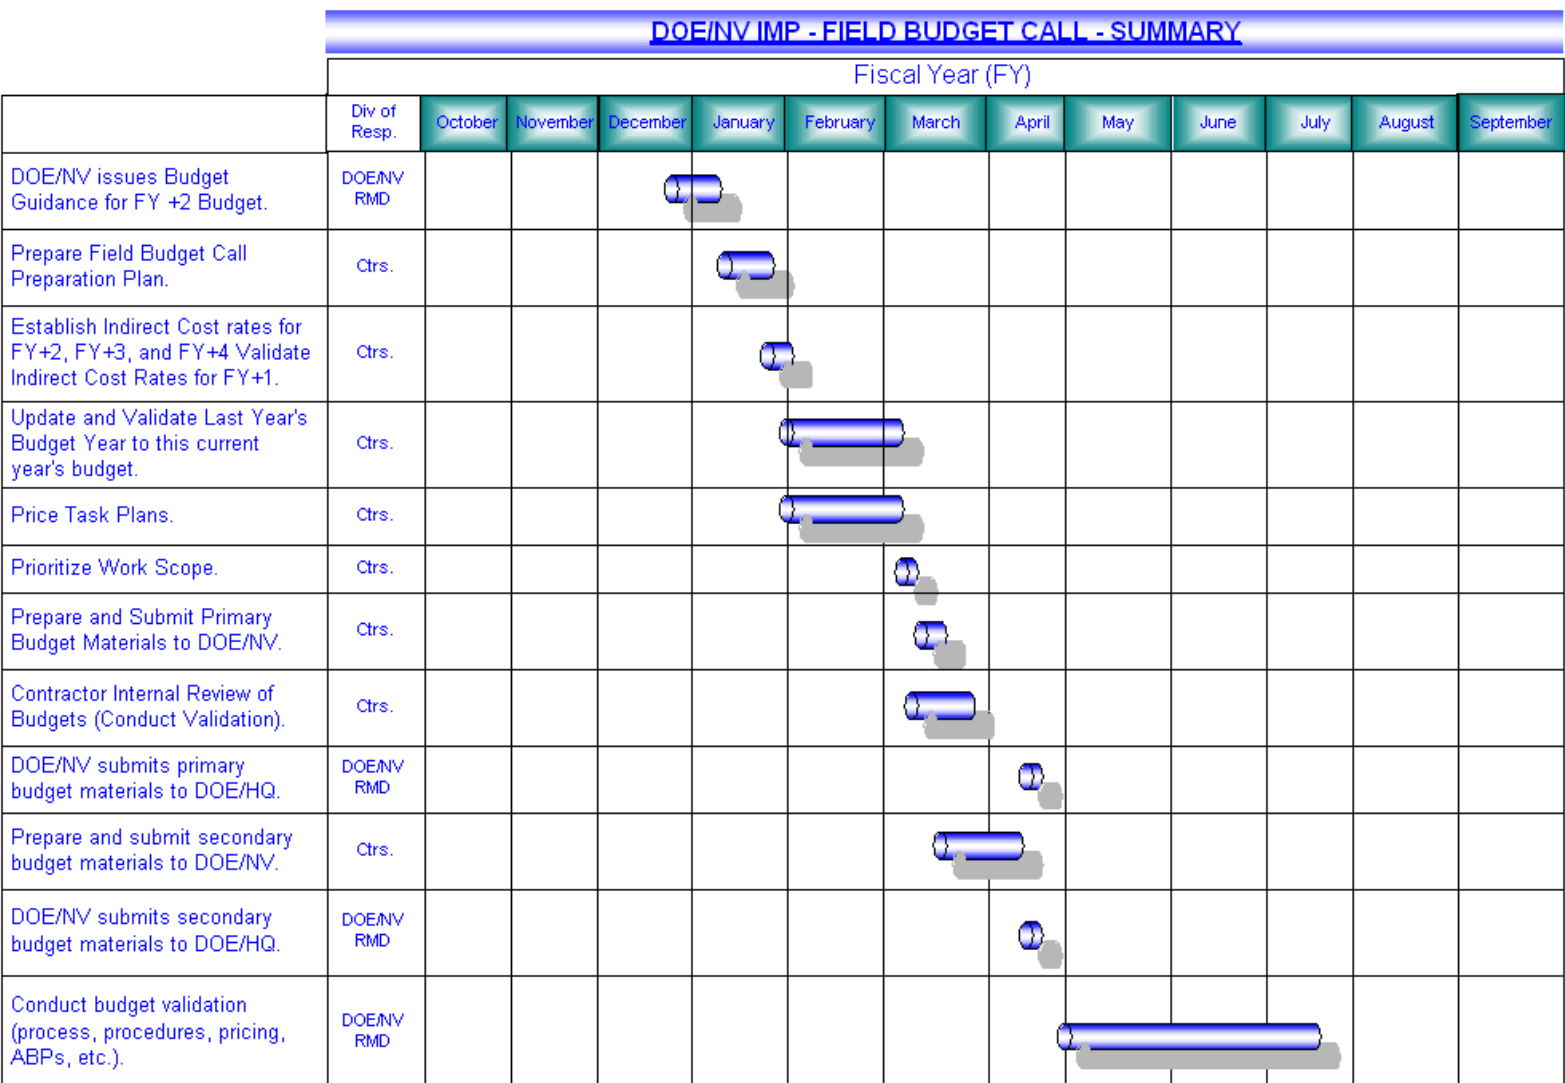 DOE/NV IMP - FIELD BUDGET CALL - SUMMARY
Fiscal Year (FY)
Div of
Resp.
October November December January February March April May June July August September
DOE/NV issues Budget
Guidance for FY +2 Budget.
DOE/NV
RMD
Prepare Field Budget Call
Preparation Plan.
Ctrs.
Establish Indirect Cost rates for
FY+2, FY+3, and FY+4 Validate
Indirect Cost Rates for FY+1.
Ctrs.
Update and Validate Last Year's
Budget Year to this current
year's budget.
Ctrs.
Price Task Plans.
Ctrs.
Prioritize Work Scope.
Ctrs.
Prepare and Submit Primary
Budget Materials to DOE/NV.
Ctrs.
Contractor Internal Review of
Budgets (Conduct Validation).
Ctrs.
DOE/NV submits primary
budget materials to DOE/HQ.
DOE/NV
RMD
Prepare and submit secondary
budget materials to DOE/NV.
Ctrs.
DOE/NV submits secondary
budget materials to DOE/HQ.
DOE/NV
RMD
Conduct budget validation
(process, procedures, pricing,
ABPs, etc.).
DOE/NV
RMD